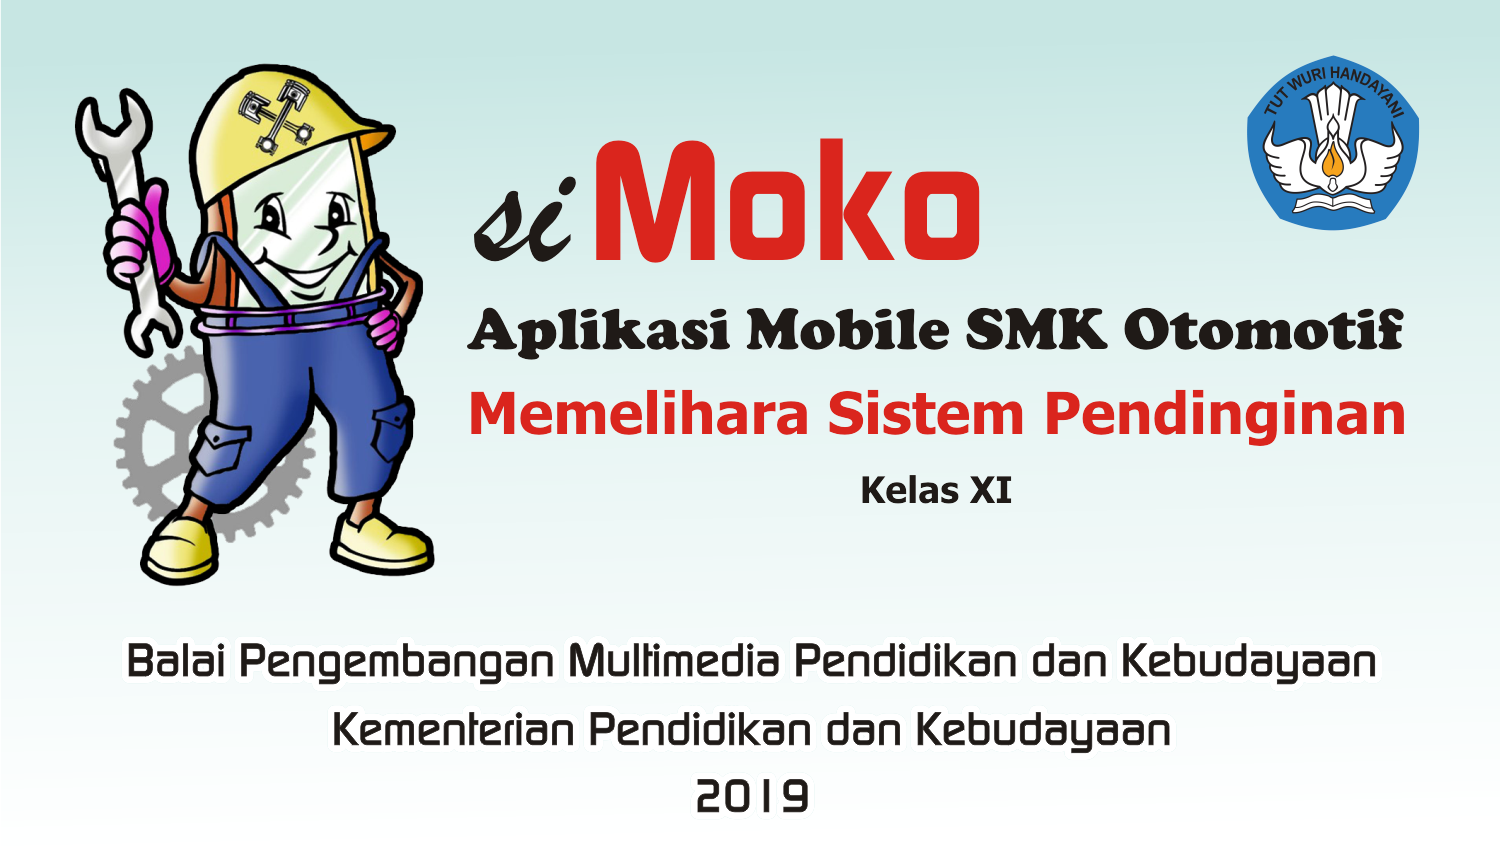 TUT WURI HANDAYANI
si Moko
Aplikasi Mobile SMK Otomotif
Memelihara Sistem Pendinginan
Kelas XI
Balai Pengembangan Multimedia Pendidikan dan Kebudayaan
Kementerian Pendidikan dan Kebudayaan
2019